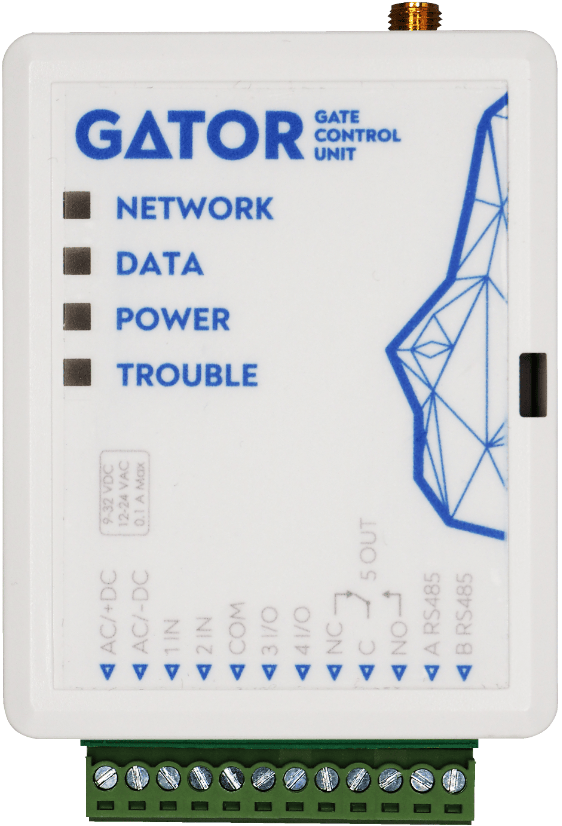 GATOR
GATE
CONTROL
UNIT
NETWORK
DATA
POWER
TROUBLE
9-32 VDC
12-24 VAC
0.1 A Max
AC/+DC
AC/-DC
1 IN
2 IN
COM
3 I/O
4 I/O
NC
C
5 OUT
NO
A RS485
B RS485